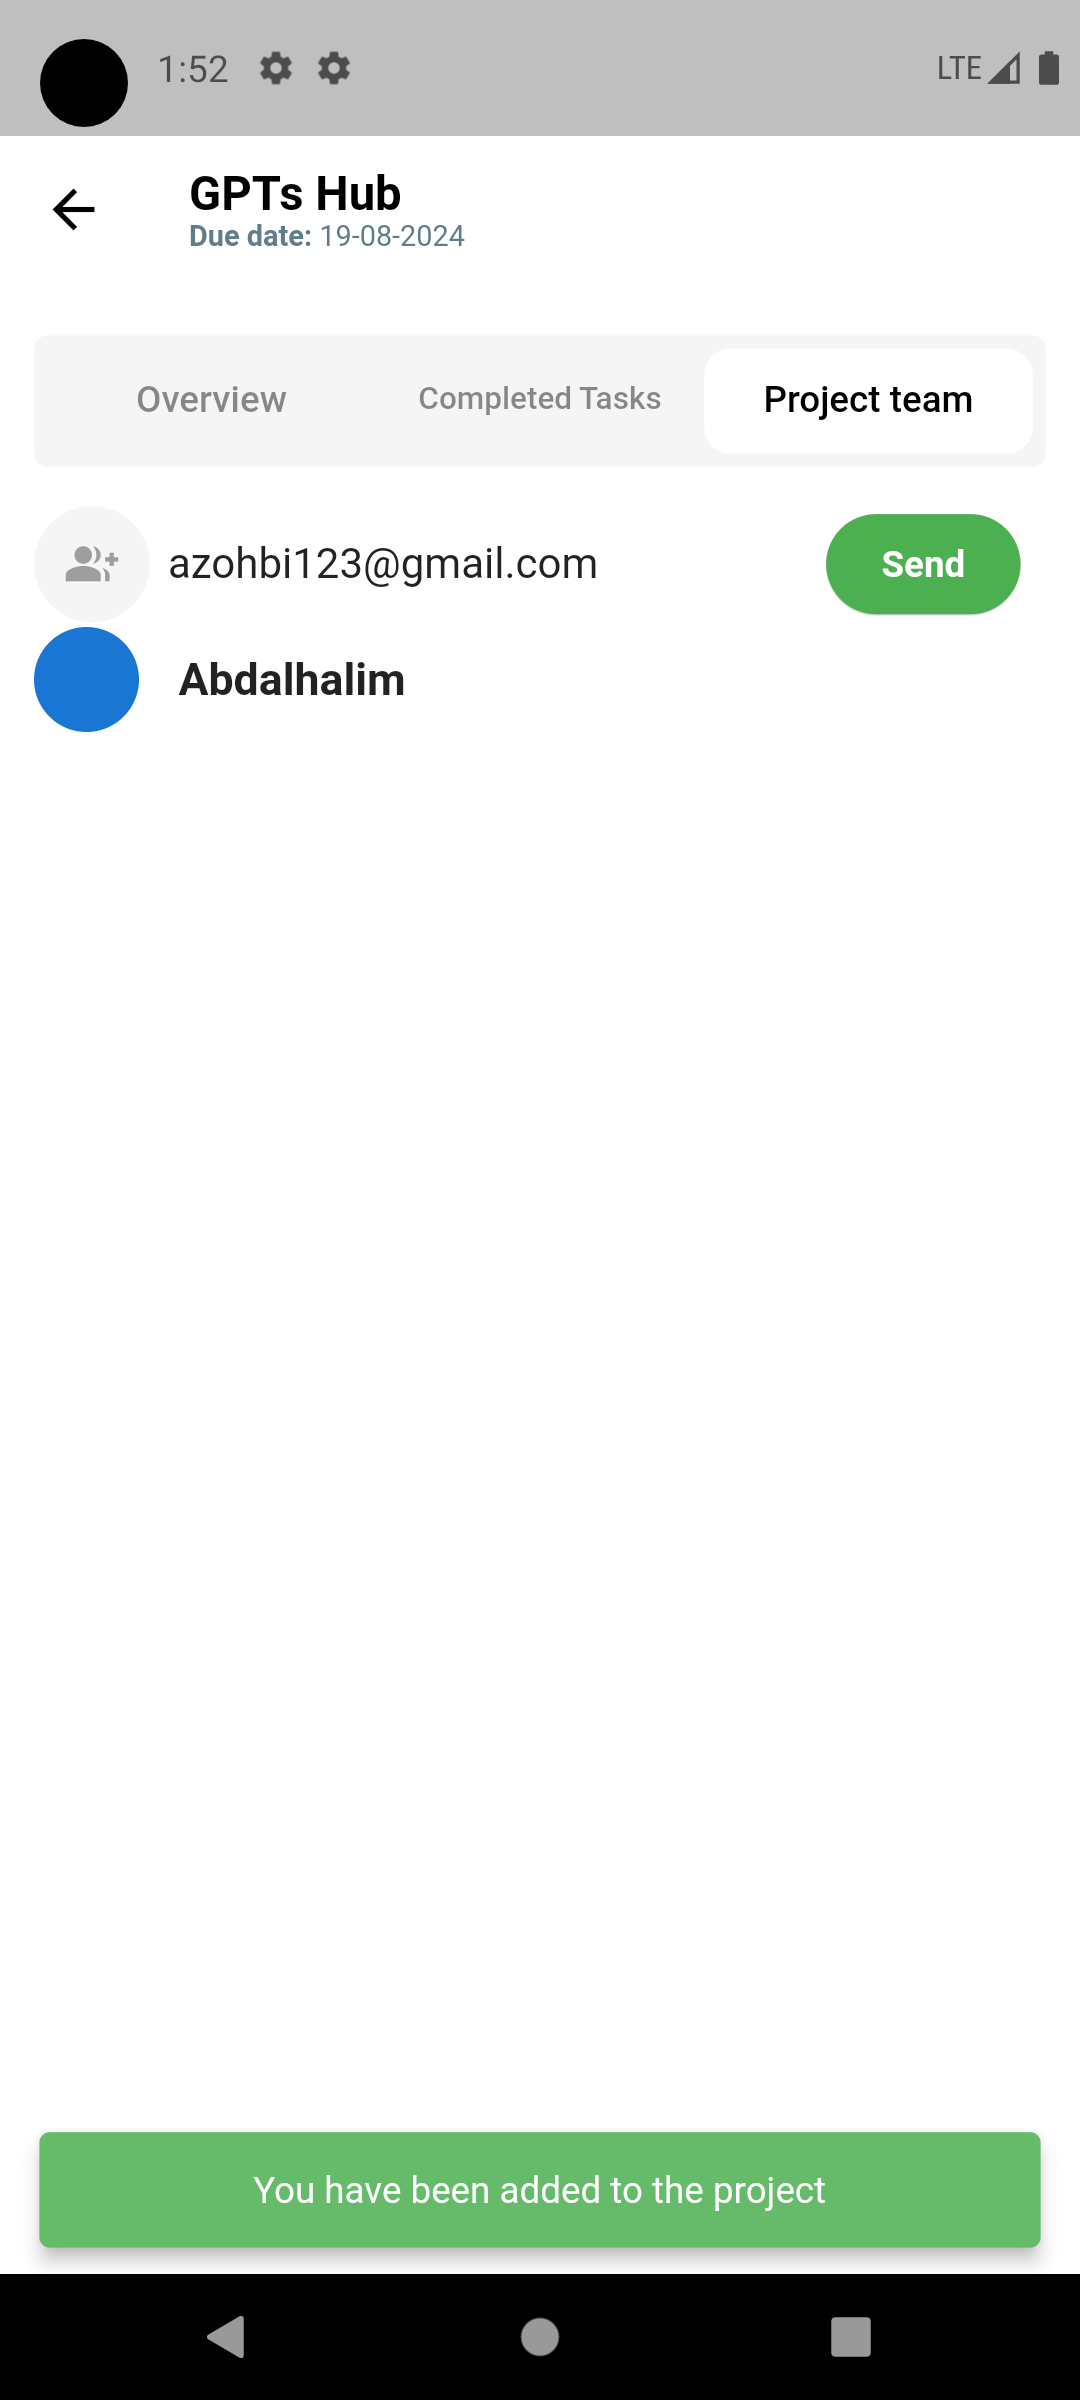 1:52
LTE
GPTs Hub
Due date: 19-08-2024
Overview
Completed Tasks
Project team
azohbi123@gmail.com
Send
Abdalhalim
You have been added to the project